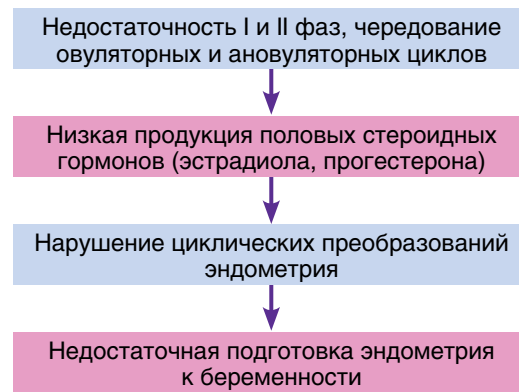 Недостаточность I и II фаз, чередование
овуляторных и ановуляторных циклов
Низкая продукция половых стероидных
гормонов (эстрадиола, прогестерона)
Нарушение циклических преобразований
эндометрия
Недостаточная подготовка эндометрия
к беременности